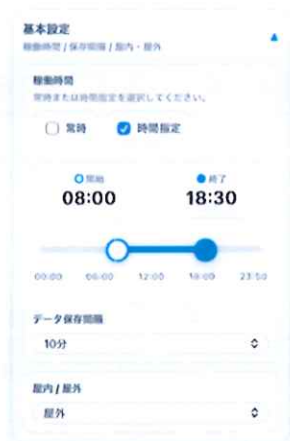 基本設定
稼働時間 / 保存間隔 / 屋内・屋外
稼働時間
常時または時間指定を選択してください。
常時 時間指定
開始 終了
08:00 18:30
00:00 06:00 12:00 18:00 23:50
データ保存間隔
10分
屋内 / 屋外
屋外